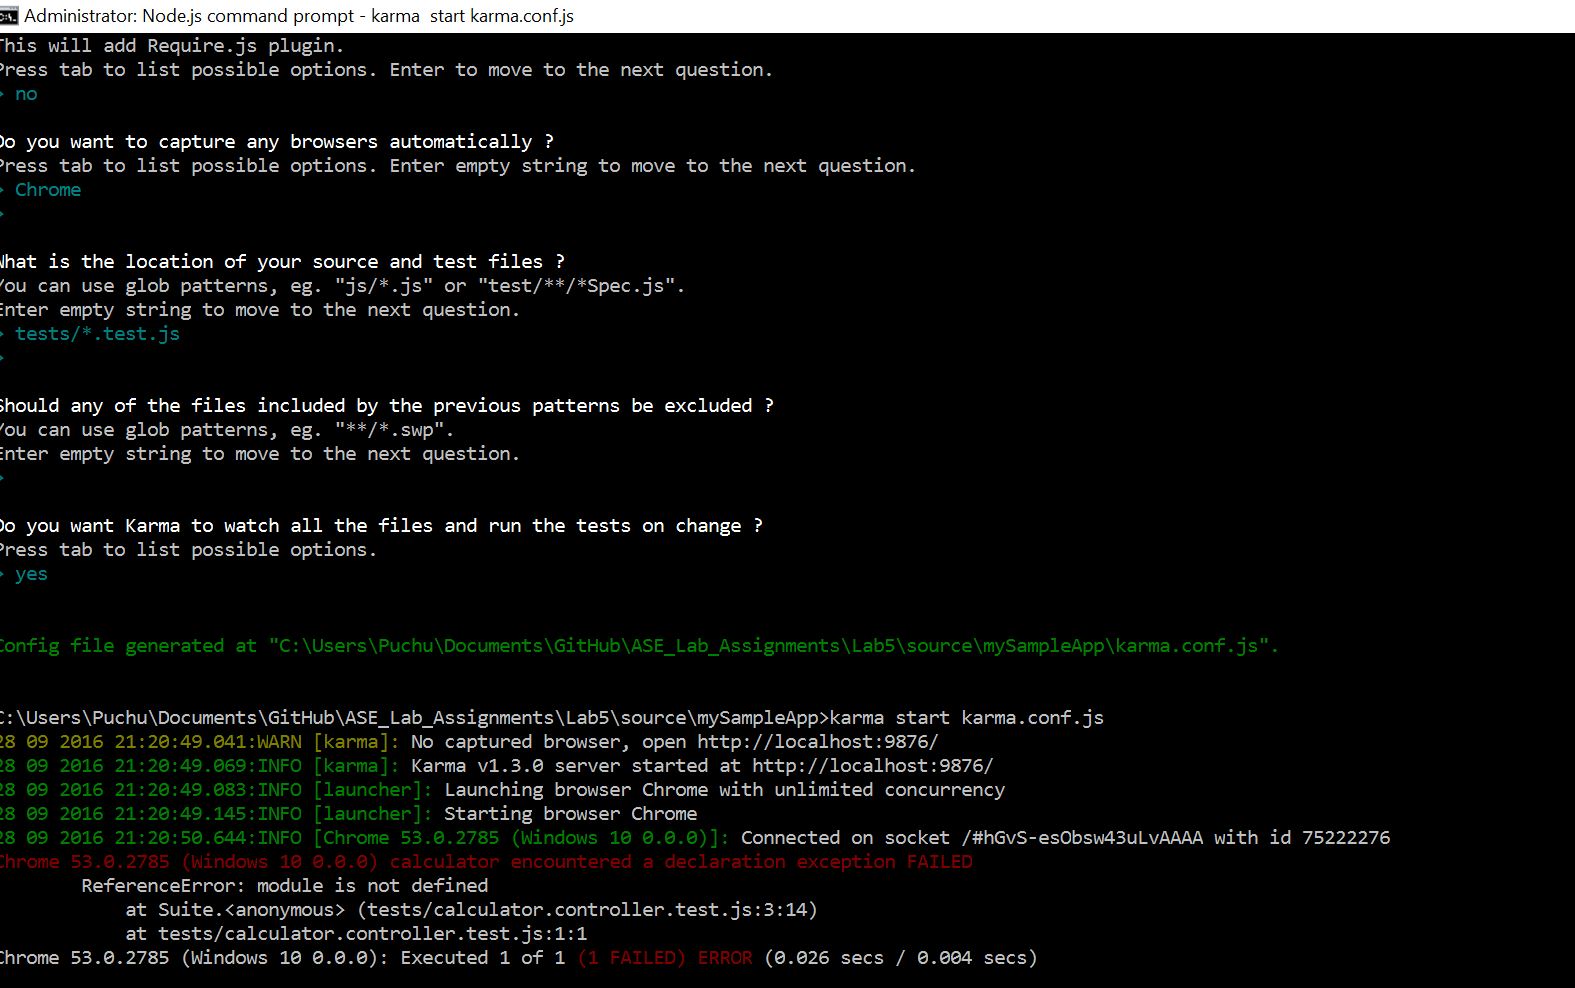 Administrator: Node.js command prompt - karma  start karma.conf.js
This will add Require.js plugin.
Press tab to list possible options. Enter to move to the next question.
> no
Do you want to capture any browsers automatically ?
Press tab to list possible options. Enter empty string to move to the next question.
> Chrome
>
What is the location of your source and test files ?
You can use glob patterns, eg. "js/*.js" or "test/**/*Spec.js".
Enter empty string to move to the next question.
> tests/*.test.js
>
Should any of the files included by the previous patterns be excluded ?
You can use glob patterns, eg. "**/*.swp".
Enter empty string to move to the next question.
>
Do you want Karma to watch all the files and run the tests on change ?
Press tab to list possible options.
> yes
Config file generated at "C:\Users\Puchu\Documents\GitHub\ASE_Lab_Assignments\Lab5\source\mySampleApp\karma.conf.js".
C:\Users\Puchu\Documents\GitHub\ASE_Lab_Assignments\Lab5\source\mySampleApp>karma start karma.conf.js
28 09 2016 21:20:49.041:WARN [karma]: No captured browser, open http://localhost:9876/
28 09 2016 21:20:49.069:INFO [karma]: Karma v1.3.0 server started at http://localhost:9876/
28 09 2016 21:20:49.083:INFO [launcher]: Launching browser Chrome with unlimited concurrency
28 09 2016 21:20:49.145:INFO [launcher]: Starting browser Chrome
28 09 2016 21:20:50.644:INFO [Chrome 53.0.2785 (Windows 10 0.0.0)]: Connected on socket /#hGvS-esObsw43uLvAAAA with id 75222276
Chrome 53.0.2785 (Windows 10 0.0.0) calculator encountered a declaration exception FAILED
ReferenceError: module is not defined
at Suite.<anonymous> (tests/calculator.controller.test.js:3:14)
at tests/calculator.controller.test.js:1:1
Chrome 53.0.2785 (Windows 10 0.0.0): Executed 1 of 1 (1 FAILED) ERROR (0.026 secs / 0.004 secs)